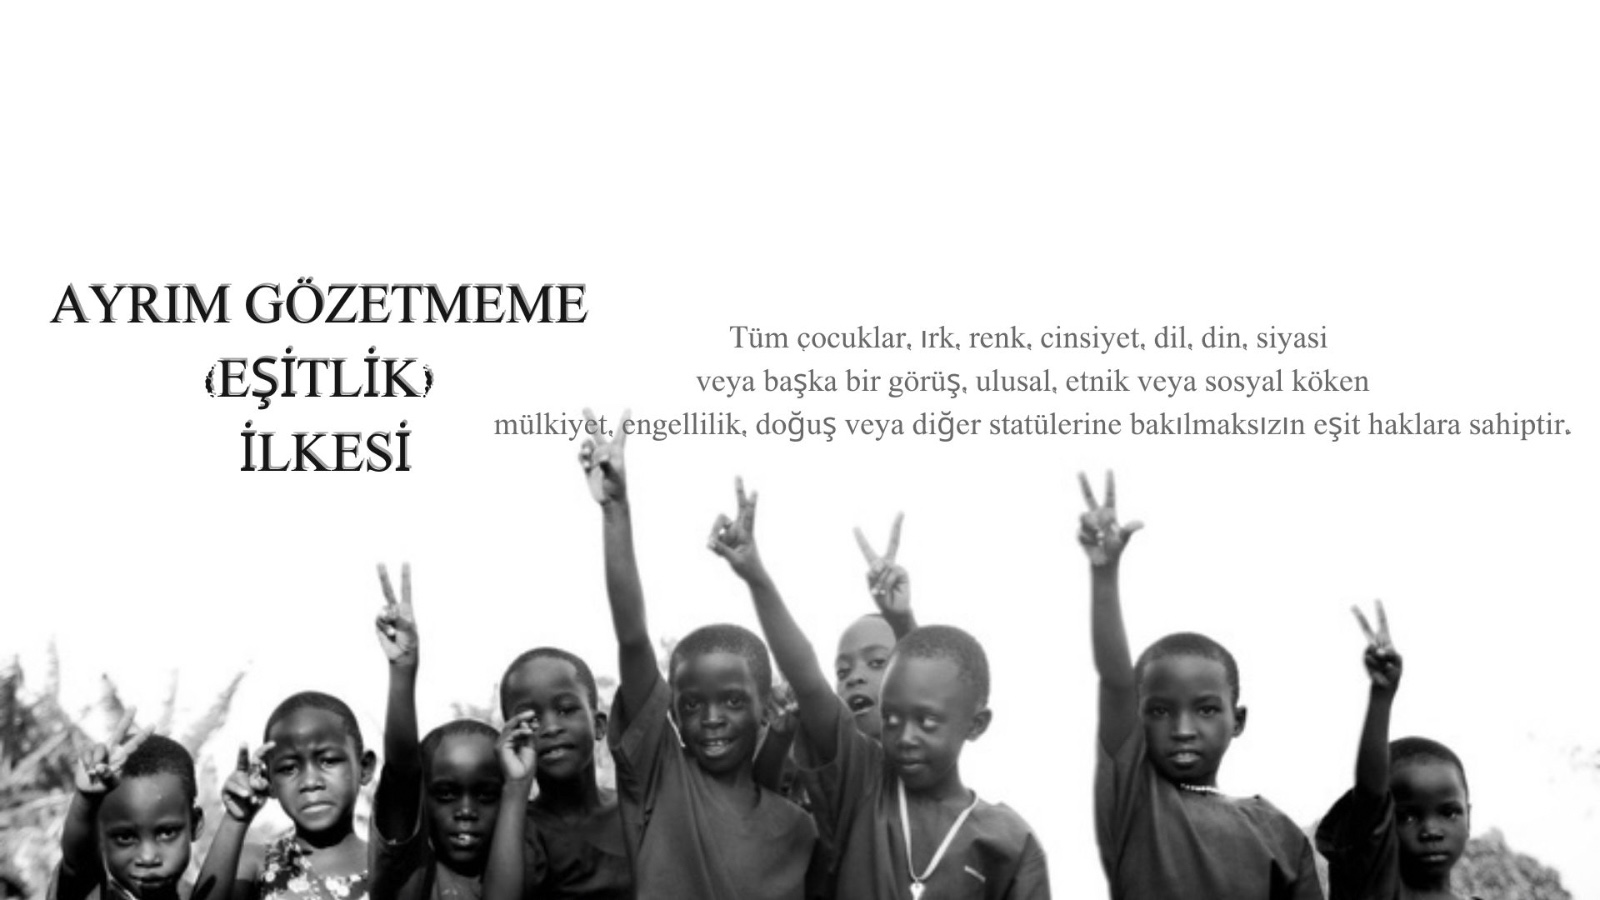 AYRIM GÖZETMEME
(EŞİTLİK)
İLKESİ
Tüm çocuklar, ırk, renk, cinsiyet, dil, din, siyasi
veya başka bir görüş, ulusal, etnik veya sosyal köken
mülkiyet, engellilik, doğuş veya diğer statülerine bakılmaksızın eşit haklara sahiptir.